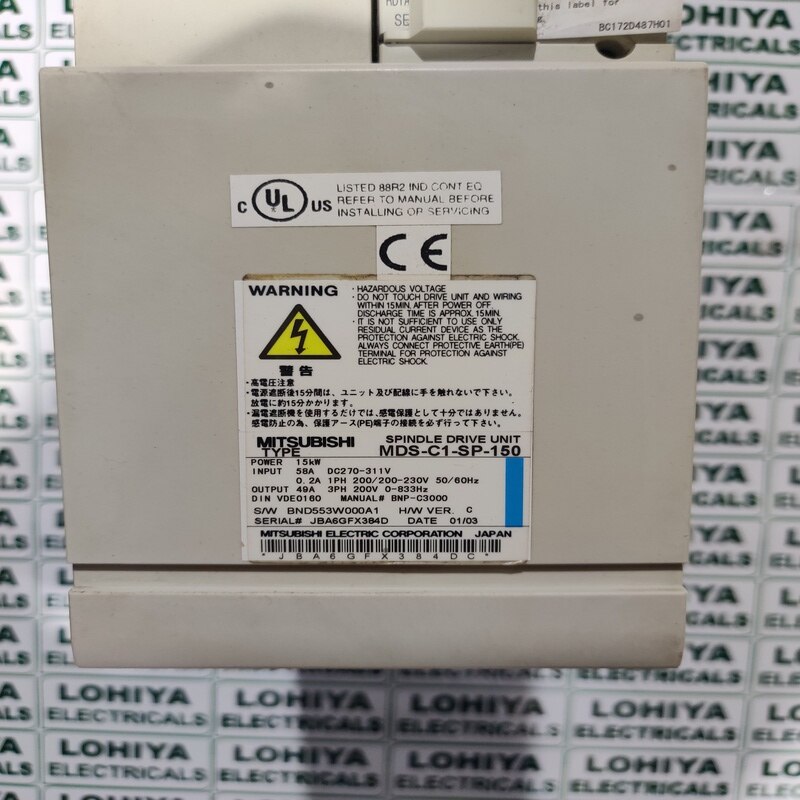 this label for
BC172D487H01
C UL US
LISTED 88R2 IND CONT EQ
REFER TO MANUAL BEFORE
INSTALLING OR SERVICING
CE
WARNING
・HAZARDOUS VOLTAGE
・DO NOT TOUCH DRIVE UNIT AND WIRING
WITHIN 15MIN. AFTER POWER OFF.
DISCHARGE TIME IS APPROX. 15MIN.
・IT IS NOT SUFFICIENT TO USE ONLY
RESIDUAL CURRENT DEVICE AS THE
PROTECTION AGAINST ELECTRIC SHOCK.
ALWAYS CONNECT PROTECTIVE EARTH(PE)
TERMINAL FOR PROTECTION AGAINST
ELECTRIC SHOCK.
警告
・高電圧注意
・電源遮断後15分間は、ユニット及び配線に手を触れないで下さい。
放電に約15分かかります。
・漏電遮断機を使用するだけでは、感電保護として十分ではありません。
感電防止の為、保護アース(PE)端子の接続を必ず行って下さい。
MITSUBISHI SPINDLE DRIVE UNIT
TYPE MDS-C1-SP-150
POWER 15kW
INPUT 58A DC270-311V
0.2A 1PH 200/200-230V 50/60Hz
OUTPUT 49A 3PH 200V 0-833Hz
DIN VDE0160 MANUAL# BNP-C3000
S/W BND553W000A1 H/W VER. C
SERIAL# JBA6GFX384D DATE 01/03
MITSUBISHI ELECTRIC CORPORATION JAPAN
*JBA6GFX384DC*
LOHIYA
ELECTRICALS